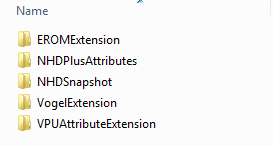 Name
EROMExtension
NHDPlusAttributes
NHDSnapshot
VogelExtension
VPUAttributeExtension